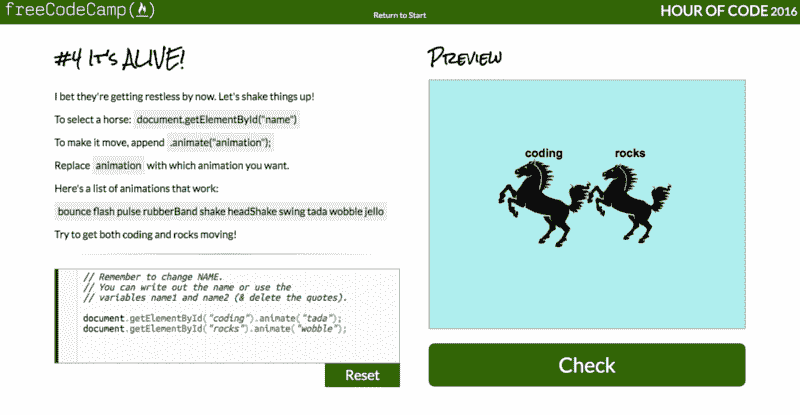 freeCodeCamp(🔥)
Return to Start
HOUR OF CODE 2016
#4 It's ALIVE!
I bet they're getting restless by now. Let's shake things up!
To select a horse: document.getElementById("name")
To make it move, append .animate("animation");
Replace animation with which animation you want.
Here's a list of animations that work:
bounce flash pulse rubberBand shake headShake swing tada wobble jello
Try to get both coding and rocks moving!
// Remember to change NAME.
// You can write out the name or use the
// variables name1 and name2 (& delete the quotes).
document.getElementById("coding").animate("tada");
document.getElementById("rocks").animate("wobble");
Reset
Preview
coding rocks
Check